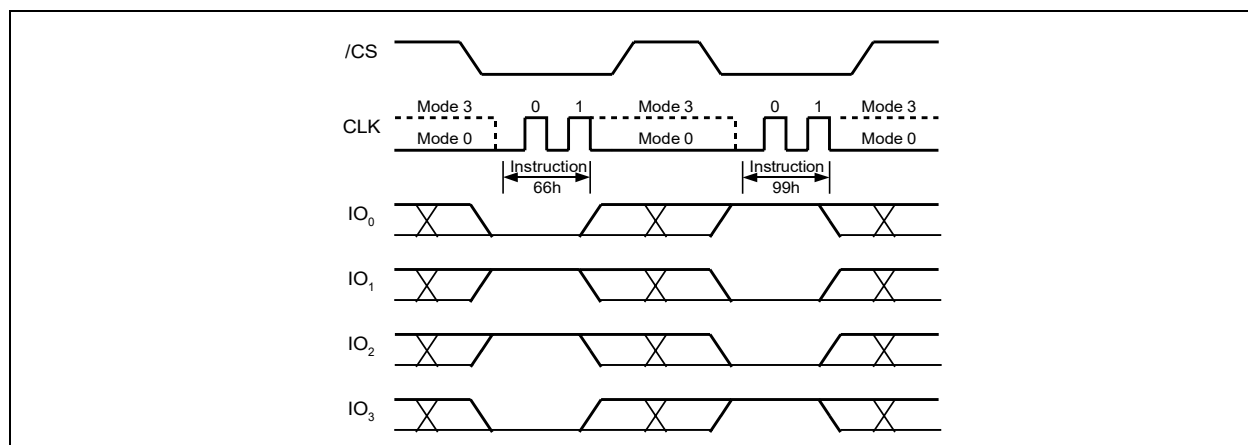 /CS
Mode 3 0 1 Mode 3 0 1 Mode 3
CLK
Mode 0 Mode 0 Mode 0
Instruction Instruction
66h 99h
IO0
IO1
IO2
IO3